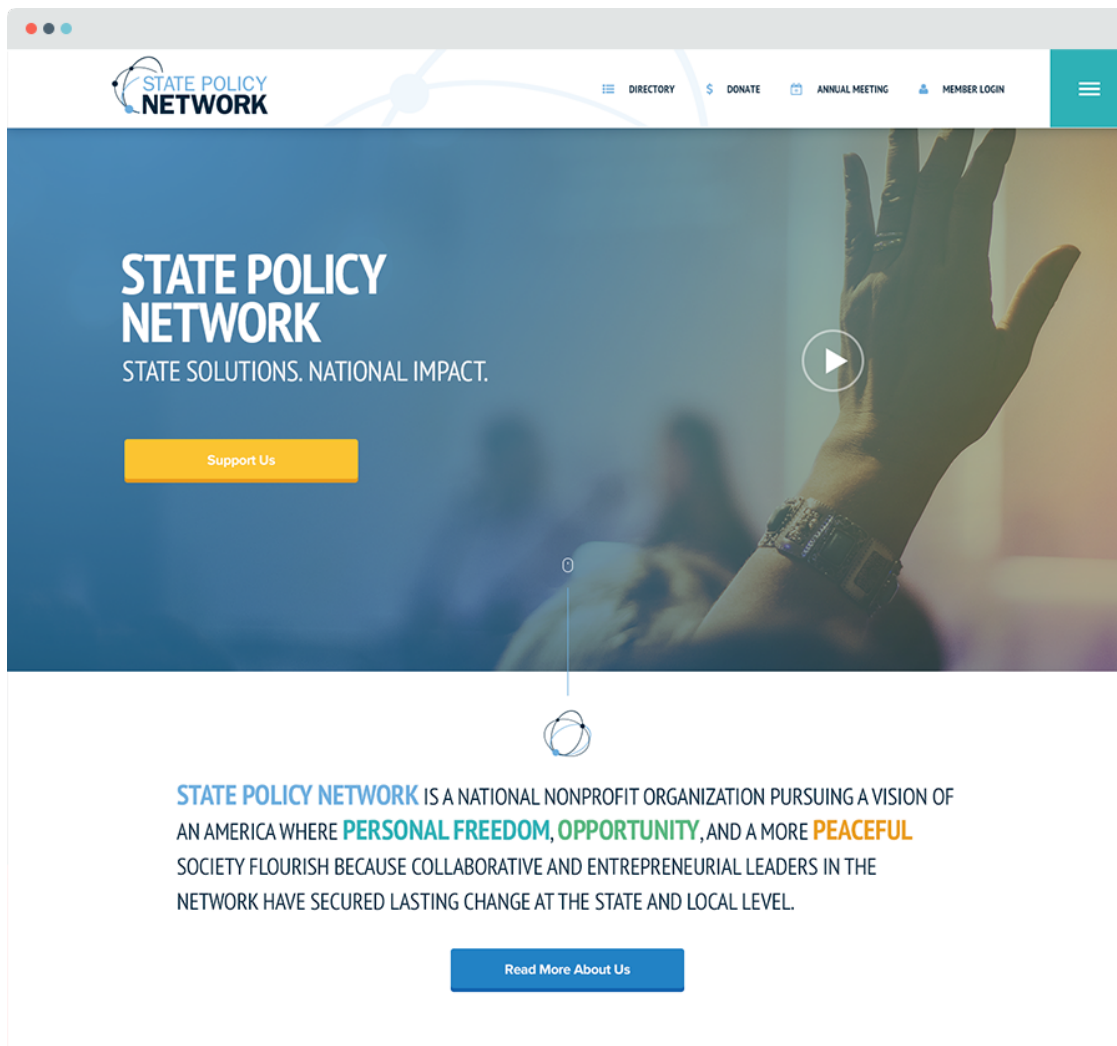 STATE POLICY
NETWORK
DIRECTORY
DONATE
ANNUAL MEETING
MEMBER LOGIN
STATE POLICY
NETWORK
STATE SOLUTIONS. NATIONAL IMPACT.
Support Us
STATE POLICY NETWORK IS A NATIONAL NONPROFIT ORGANIZATION PURSUING A VISION OF
AN AMERICA WHERE PERSONAL FREEDOM, OPPORTUNITY, AND A MORE PEACEFUL
SOCIETY FLOURISH BECAUSE COLLABORATIVE AND ENTREPRENEURIAL LEADERS IN THE
NETWORK HAVE SECURED LASTING CHANGE AT THE STATE AND LOCAL LEVEL.
Read More About Us